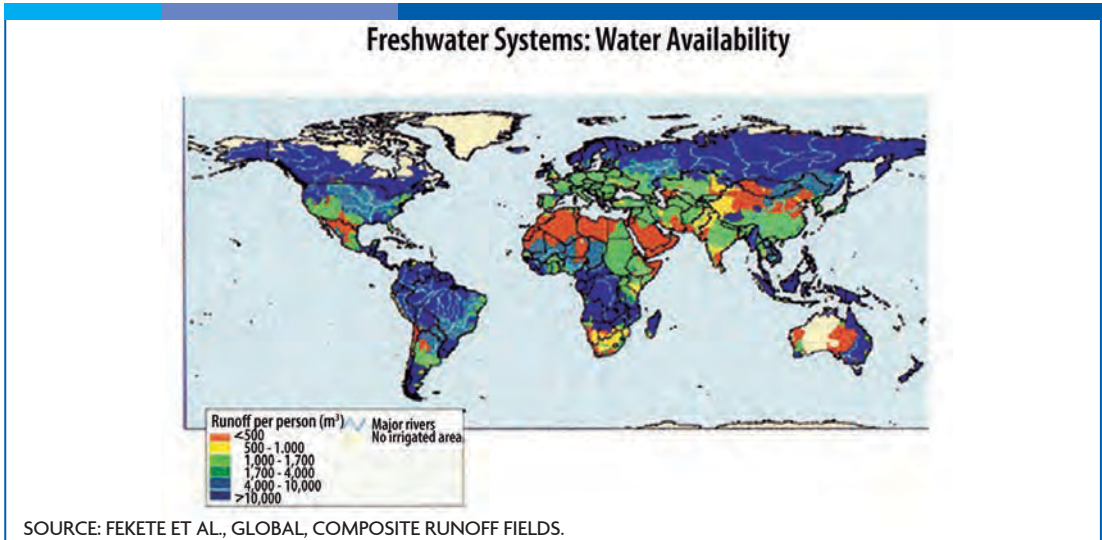 Freshwater Systems: Water Availability
Runoff per person (m³)
<500
500 - 1.000
1,000 - 1,700
1,700 - 4,000
4,000 - 10,000
>10,000
Major rivers
No irrigated area
SOURCE: FEKETE ET AL., GLOBAL, COMPOSITE RUNOFF FIELDS.